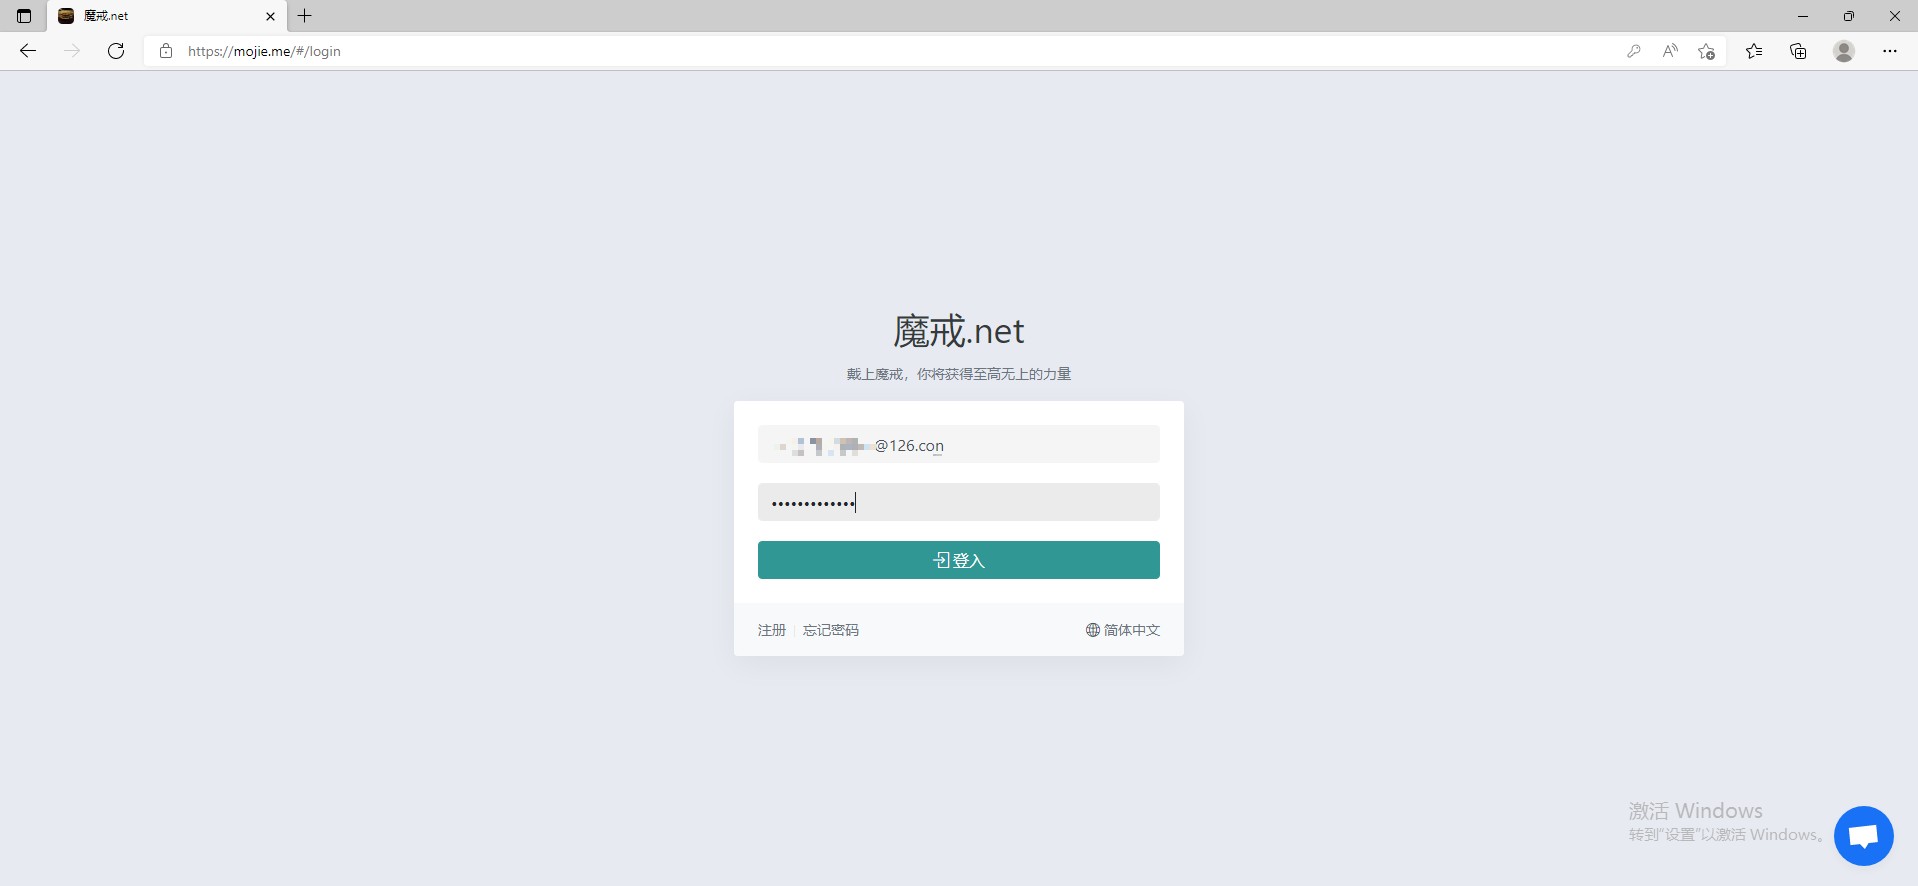 魔戒.net
https://mojie.me/#/login
魔戒.net
戴上魔戒，你将获得至高无上的力量
@126.con
•••••••••••••
登入
注册 忘记密码 简体中文
激活 Windows
转到“设置”以激活 Windows。